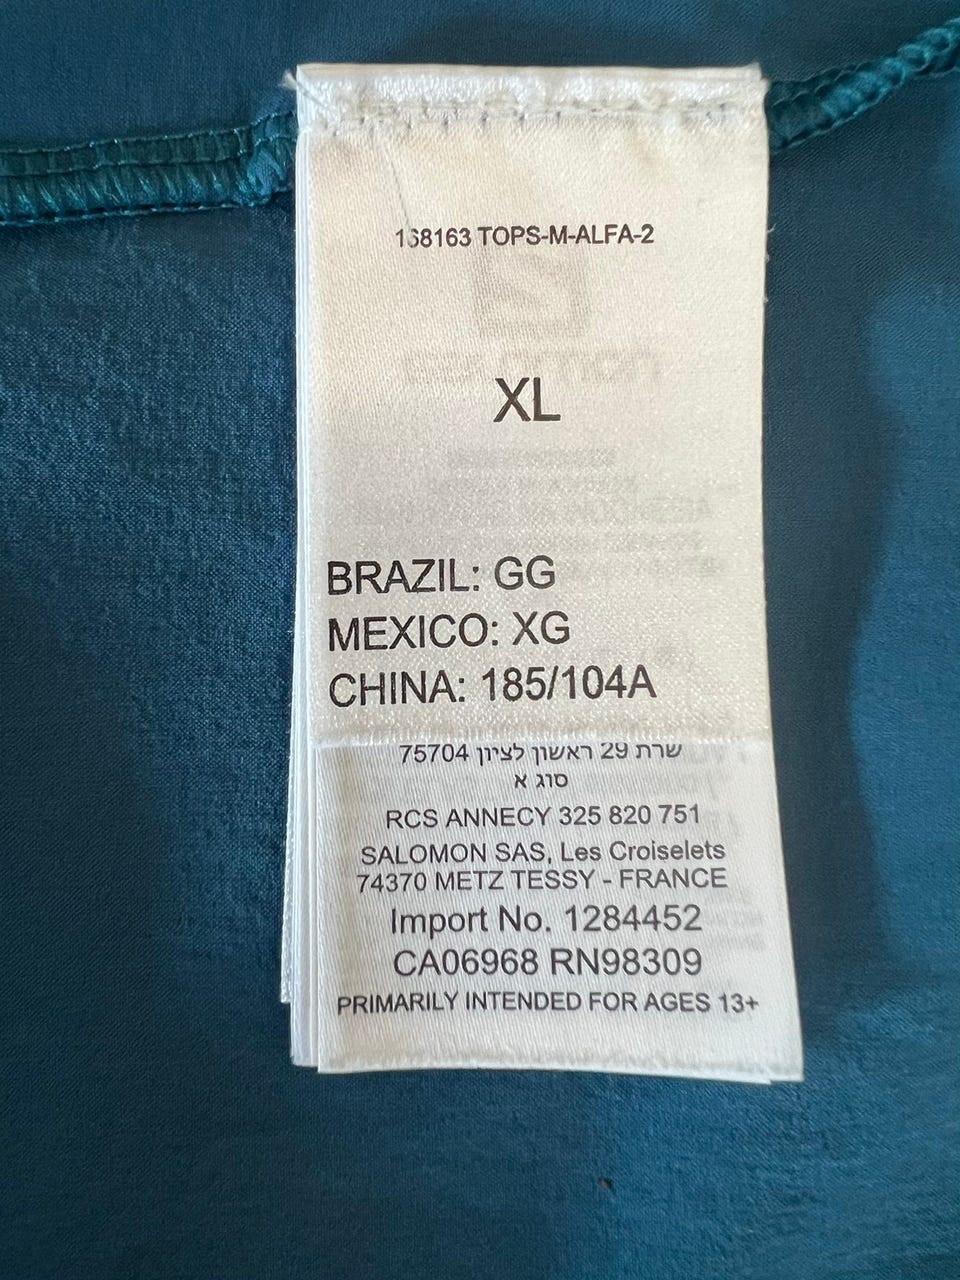 168163 TOPS-M-ALFA-2
XL
BRAZIL: GG
MEXICO: XG
CHINA: 185/104A
שרת 29 ראשון לציון 75704
סוג א
RCS ANNECY 325 820 751
SALOMON SAS, Les Croiselets
74370 METZ TESSY - FRANCE
Import No. 1284452
CA06968 RN98309
PRIMARILY INTENDED FOR AGES 13+